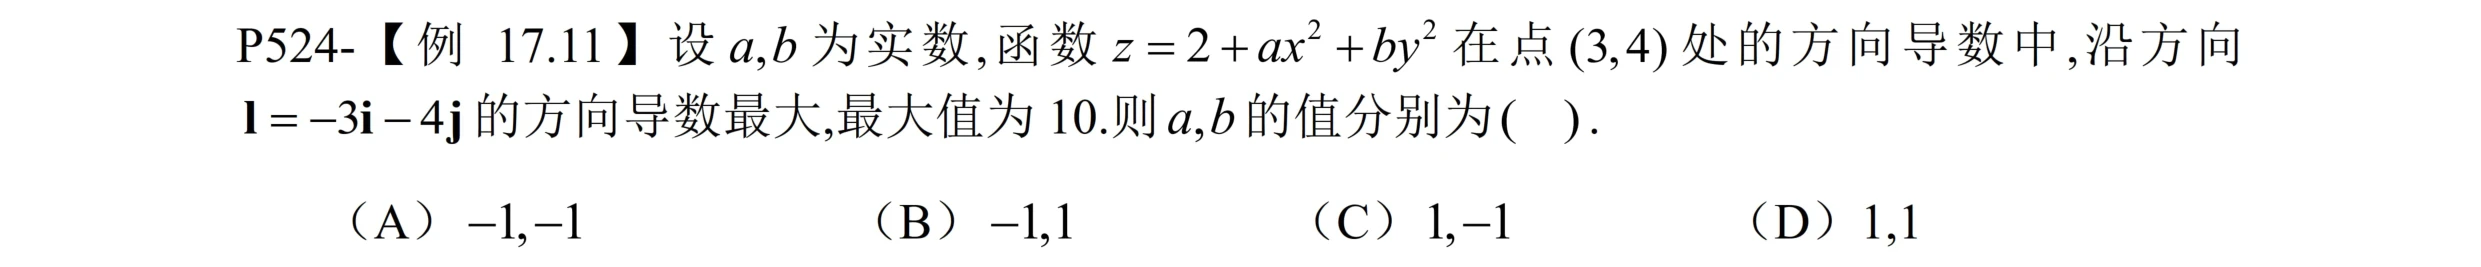 P524-【例 17.11】设 a,b 为实数,函数 z = 2 + ax² + by² 在点 (3,4) 处的方向导数中,沿方向
l = −3i − 4j 的方向导数最大,最大值为 10.则 a,b 的值分别为( ).
（A）−1,−1 （B）−1,1 （C）1,−1 （D）1,1